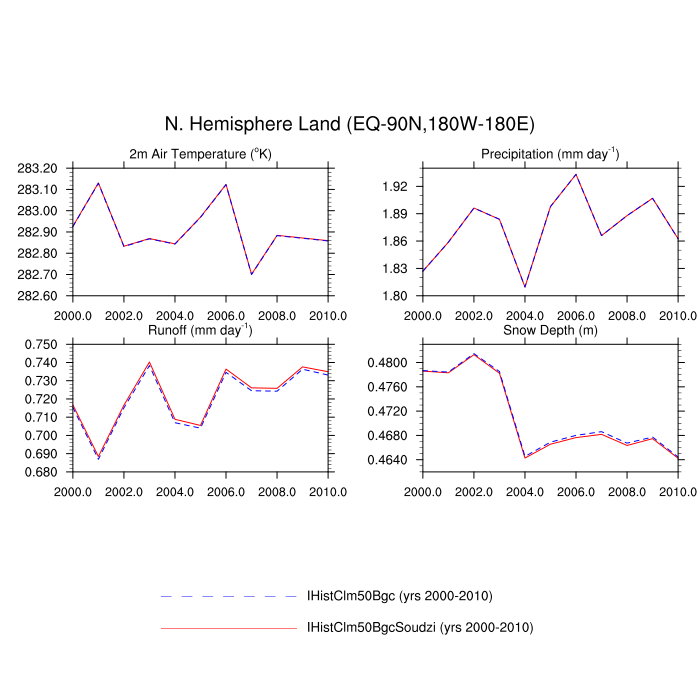 N. Hemisphere Land (EQ-90N,180W-180E)
2m Air Temperature (°K)
283.20
283.10
283.00
282.90
282.80
282.70
282.60
2000.0 2002.0 2004.0 2006.0 2008.0 2010.0
Precipitation (mm day⁻¹)
1.92
1.89
1.86
1.83
1.80
2000.0 2002.0 2004.0 2006.0 2008.0 2010.0
Runoff (mm day⁻¹)
0.750
0.740
0.730
0.720
0.710
0.700
0.690
0.680
2000.0 2002.0 2004.0 2006.0 2008.0 2010.0
Snow Depth (m)
0.4800
0.4760
0.4720
0.4680
0.4640
2000.0 2002.0 2004.0 2006.0 2008.0 2010.0
IHistClm50Bgc (yrs 2000-2010)
IHistClm50BgcSoudzi (yrs 2000-2010)